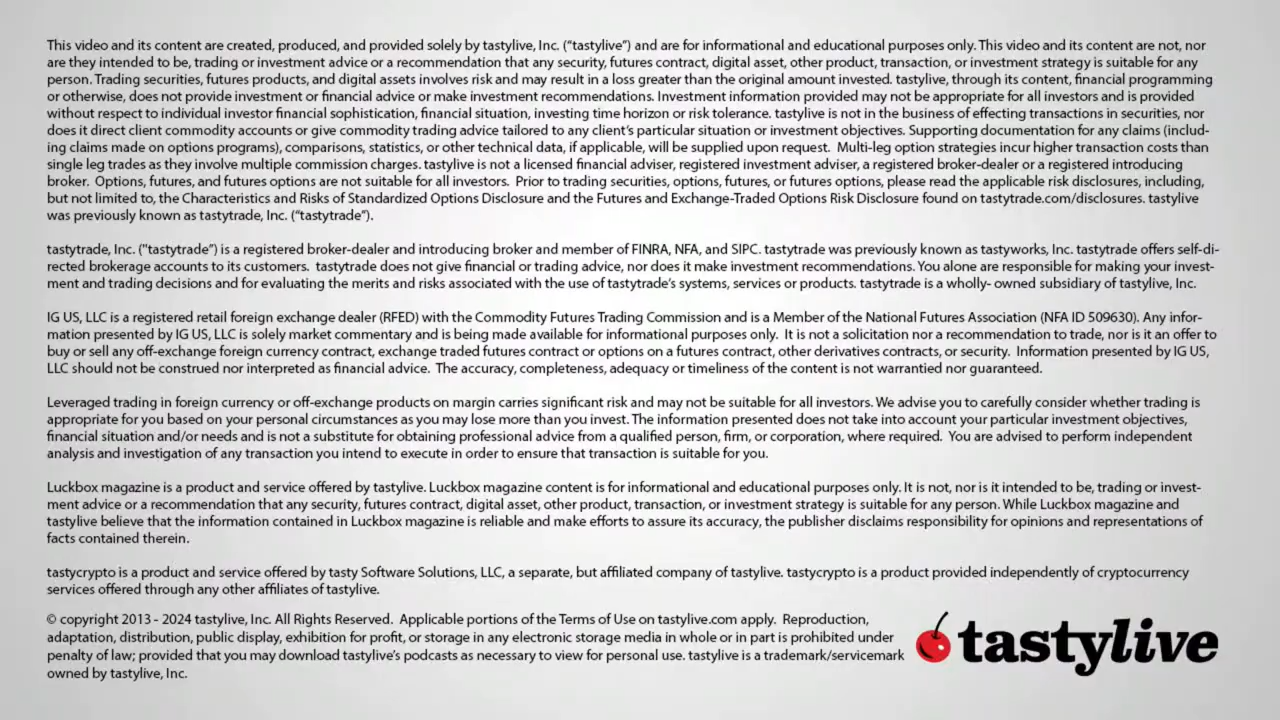 This video and its content are created, produced, and provided solely by tastylive, Inc. (“tastylive”) and are for informational and educational purposes only. This video and its content are not, nor
are they intended to be, trading or investment advice or a recommendation that any security, futures contract, digital asset, other product, transaction, or investment strategy is suitable for any
person. Trading securities, futures products, and digital assets involves risk and may result in a loss greater than the original amount invested. tastylive, through its content, financial programming
or otherwise, does not provide investment or financial advice or make investment recommendations. Investment information provided may not be appropriate for all investors and is provided
without respect to individual investor financial sophistication, financial situation, investing time horizon or risk tolerance. tastylive is not in the business of effecting transactions in securities, nor
does it direct client commodity accounts or give commodity trading advice tailored to any client’s particular situation or investment objectives. Supporting documentation for any claims (includ-
ing claims made on options programs), comparisons, statistics, or other technical data, if applicable, will be supplied upon request.  Multi-leg option strategies incur higher transaction costs than
single leg trades as they involve multiple commission charges. tastylive is not a licensed financial adviser, registered investment adviser, a registered broker-dealer or a registered introducing
broker.  Options, futures, and futures options are not suitable for all investors.  Prior to trading securities, options, futures, or futures options, please read the applicable risk disclosures, including,
but not limited to, the Characteristics and Risks of Standardized Options Disclosure and the Futures and Exchange-Traded Options Risk Disclosure found on tastytrade.com/disclosures. tastylive
was previously known as tastytrade, Inc. (“tastytrade”).
tastytrade, Inc. ("tastytrade”) is a registered broker-dealer and introducing broker and member of FINRA, NFA, and SIPC. tastytrade was previously known as tastyworks, Inc. tastytrade offers self-di-
rected brokerage accounts to its customers.  tastytrade does not give financial or trading advice, nor does it make investment recommendations. You alone are responsible for making your invest-
ment and trading decisions and for evaluating the merits and risks associated with the use of tastytrade’s systems, services or products. tastytrade is a wholly- owned subsidiary of tastylive, Inc.
IG US, LLC is a registered retail foreign exchange dealer (RFED) with the Commodity Futures Trading Commission and is a Member of the National Futures Association (NFA ID 509630). Any infor-
mation presented by IG US, LLC is solely market commentary and is being made available for informational purposes only.  It is not a solicitation nor a recommendation to trade, nor is it an offer to
buy or sell any off-exchange foreign currency contract, exchange traded futures contract or options on a futures contract, other derivatives contracts, or security.  Information presented by IG US,
LLC should not be construed nor interpreted as financial advice.  The accuracy, completeness, adequacy or timeliness of the content is not warrantied nor guaranteed.
Leveraged trading in foreign currency or off-exchange products on margin carries significant risk and may not be suitable for all investors. We advise you to carefully consider whether trading is
appropriate for you based on your personal circumstances as you may lose more than you invest. The information presented does not take into account your particular investment objectives,
financial situation and/or needs and is not a substitute for obtaining professional advice from a qualified person, firm, or corporation, where required.  You are advised to perform independent
analysis and investigation of any transaction you intend to execute in order to ensure that transaction is suitable for you.
Luckbox magazine is a product and service offered by tastylive. Luckbox magazine content is for informational and educational purposes only. It is not, nor is it intended to be, trading or invest-
ment advice or a recommendation that any security, futures contract, digital asset, other product, transaction, or investment strategy is suitable for any person. While Luckbox magazine and
tastylive believe that the information contained in Luckbox magazine is reliable and make efforts to assure its accuracy, the publisher disclaims responsibility for opinions and representations of
facts contained therein.
tastycrypto is a product and service offered by tasty Software Solutions, LLC, a separate, but affiliated company of tastylive. tastycrypto is a product provided independently of cryptocurrency
services offered through any other affiliates of tastylive.
© copyright 2013 - 2024 tastylive, Inc. All Rights Reserved.  Applicable portions of the Terms of Use on tastylive.com apply.  Reproduction,
adaptation, distribution, public display, exhibition for profit, or storage in any electronic storage media in whole or in part is prohibited under
penalty of law; provided that you may download tastylive’s podcasts as necessary to view for personal use. tastylive is a trademark/servicemark
owned by tastylive, Inc.
tastylive